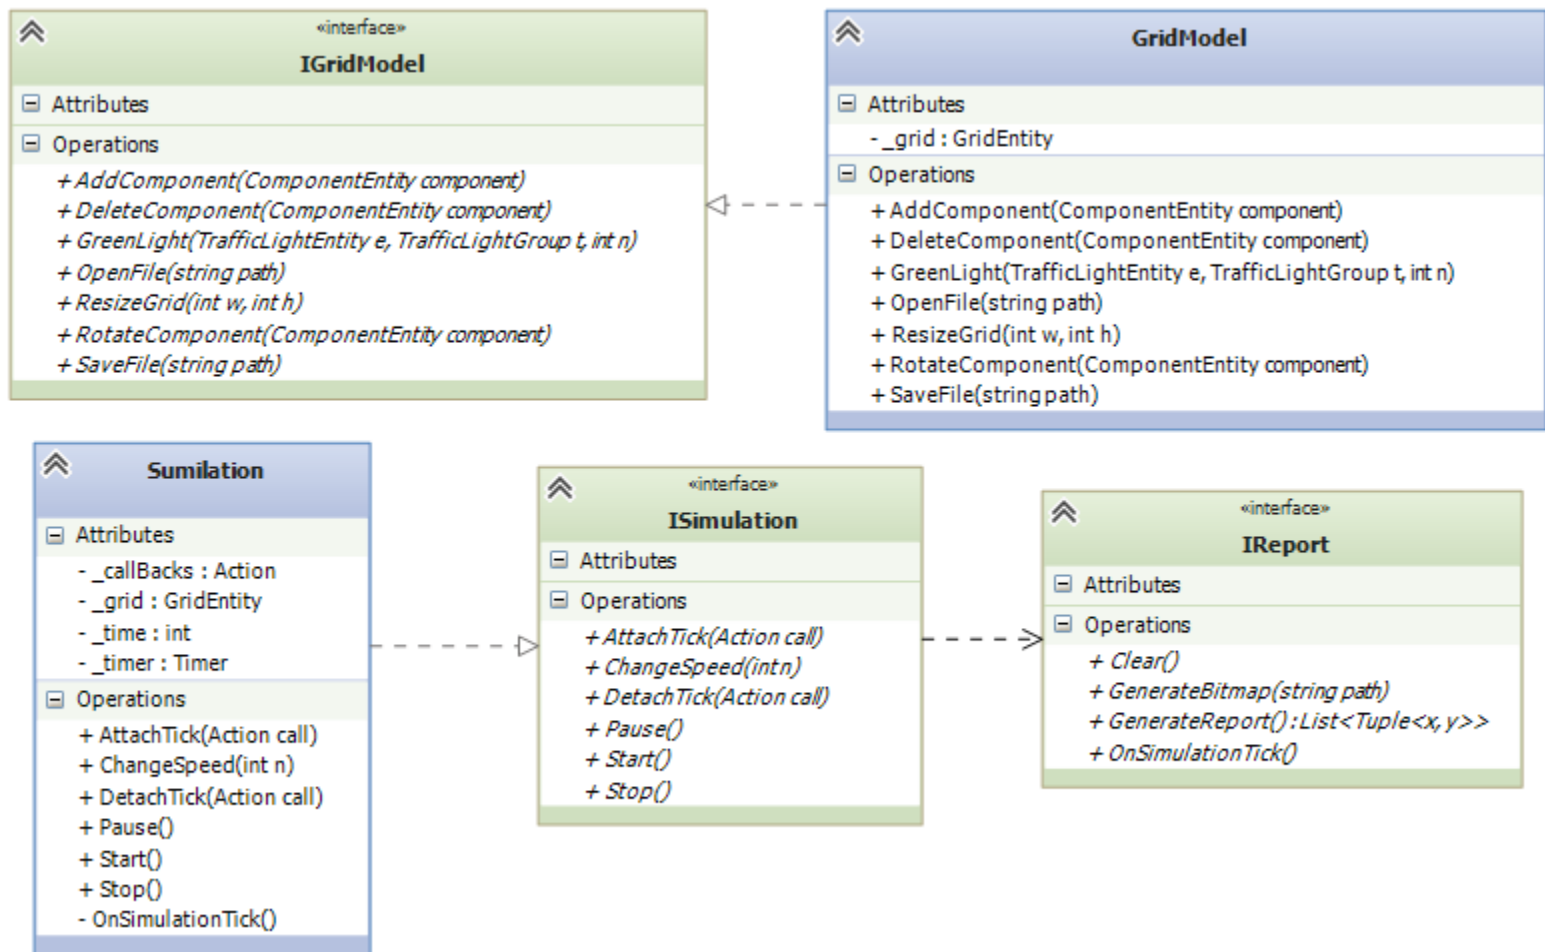 «interface»
IGridModel
Attributes
Operations
+ AddComponent(ComponentEntity component)
+ DeleteComponent(ComponentEntity component)
+ GreenLight(TrafficLightEntity e, TrafficLightGroup t, int n)
+ OpenFile(string path)
+ ResizeGrid(int w, int h)
+ RotateComponent(ComponentEntity component)
+ SaveFile(string path)
GridModel
Attributes
- _grid : GridEntity
Operations
+ AddComponent(ComponentEntity component)
+ DeleteComponent(ComponentEntity component)
+ GreenLight(TrafficLightEntity e, TrafficLightGroup t, int n)
+ OpenFile(string path)
+ ResizeGrid(int w, int h)
+ RotateComponent(ComponentEntity component)
+ SaveFile(string path)
Sumilation
Attributes
- _callBacks : Action
- _grid : GridEntity
- _time : int
- _timer : Timer
Operations
+ AttachTick(Action call)
+ ChangeSpeed(int n)
+ DetachTick(Action call)
+ Pause()
+ Start()
+ Stop()
- OnSimulationTick()
«interface»
ISimulation
Attributes
Operations
+ AttachTick(Action call)
+ ChangeSpeed(int n)
+ DetachTick(Action call)
+ Pause()
+ Start()
+ Stop()
«interface»
IReport
Attributes
Operations
+ Clear()
+ GenerateBitmap(string path)
+ GenerateReport() : List<Tuple<x, y>>
+ OnSimulationTick()